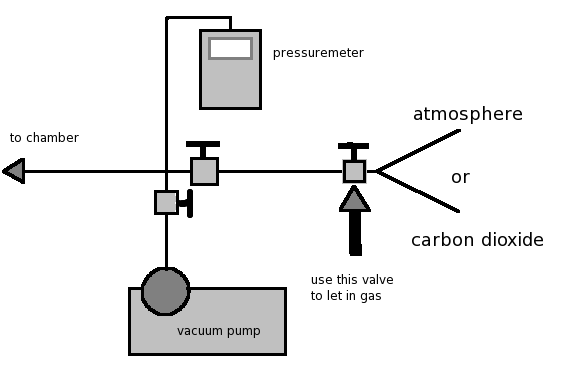 pressuremeter
atmosphere
to chamber
or
carbon dioxide
use this valve
to let in gas
vacuum pump